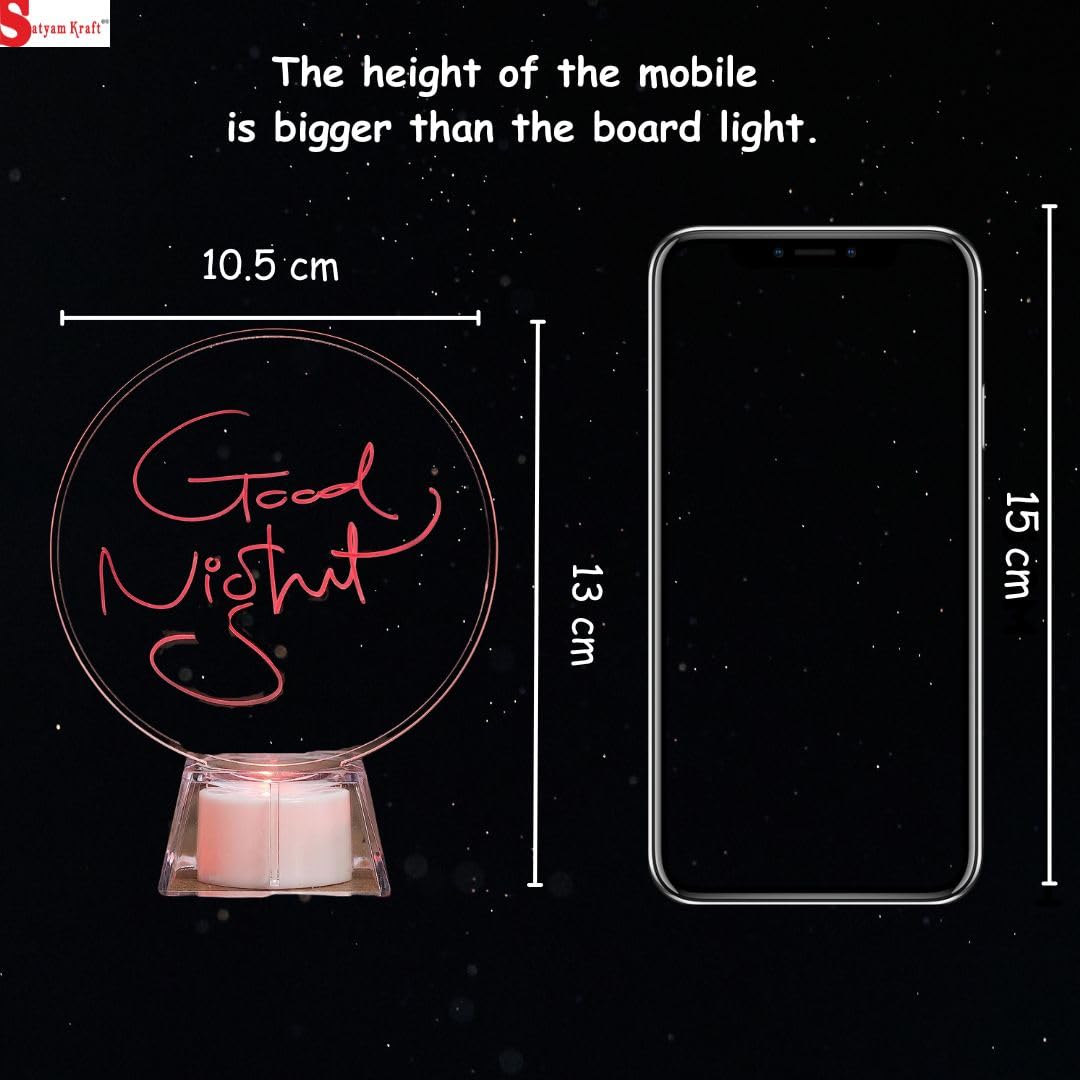 Satyam Kraft
The height of the mobile
is bigger than the board light.
10.5 cm
Good
Night
13 cm
15 cm